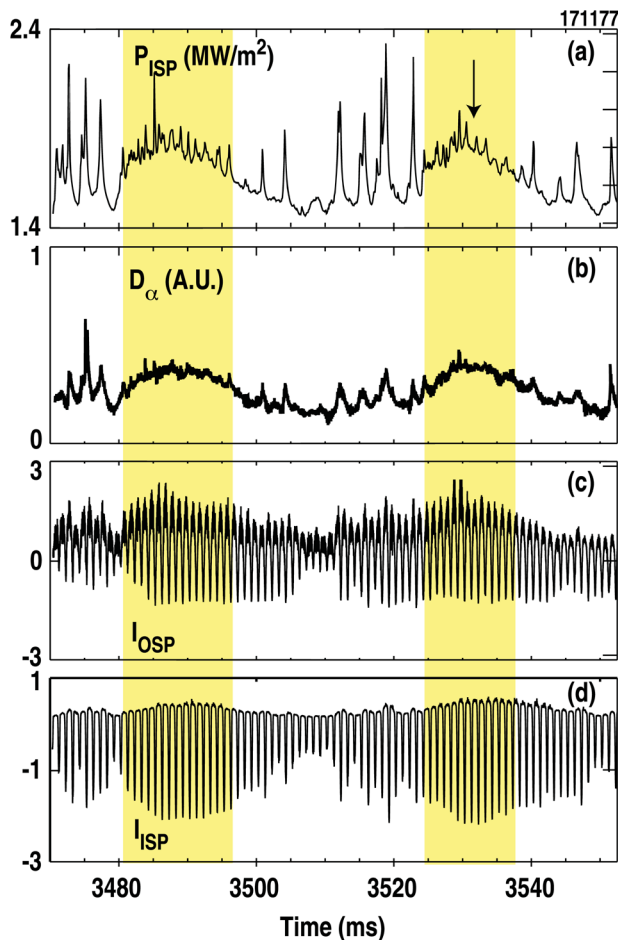 171177
2.4
P_ISP (MW/m²)
(a)
1.4
1
D_α (A.U.)
(b)
0
3
(c)
0
I_OSP
-3
1
(d)
-1
I_ISP
-3
3480 3500 3520 3540
Time (ms)